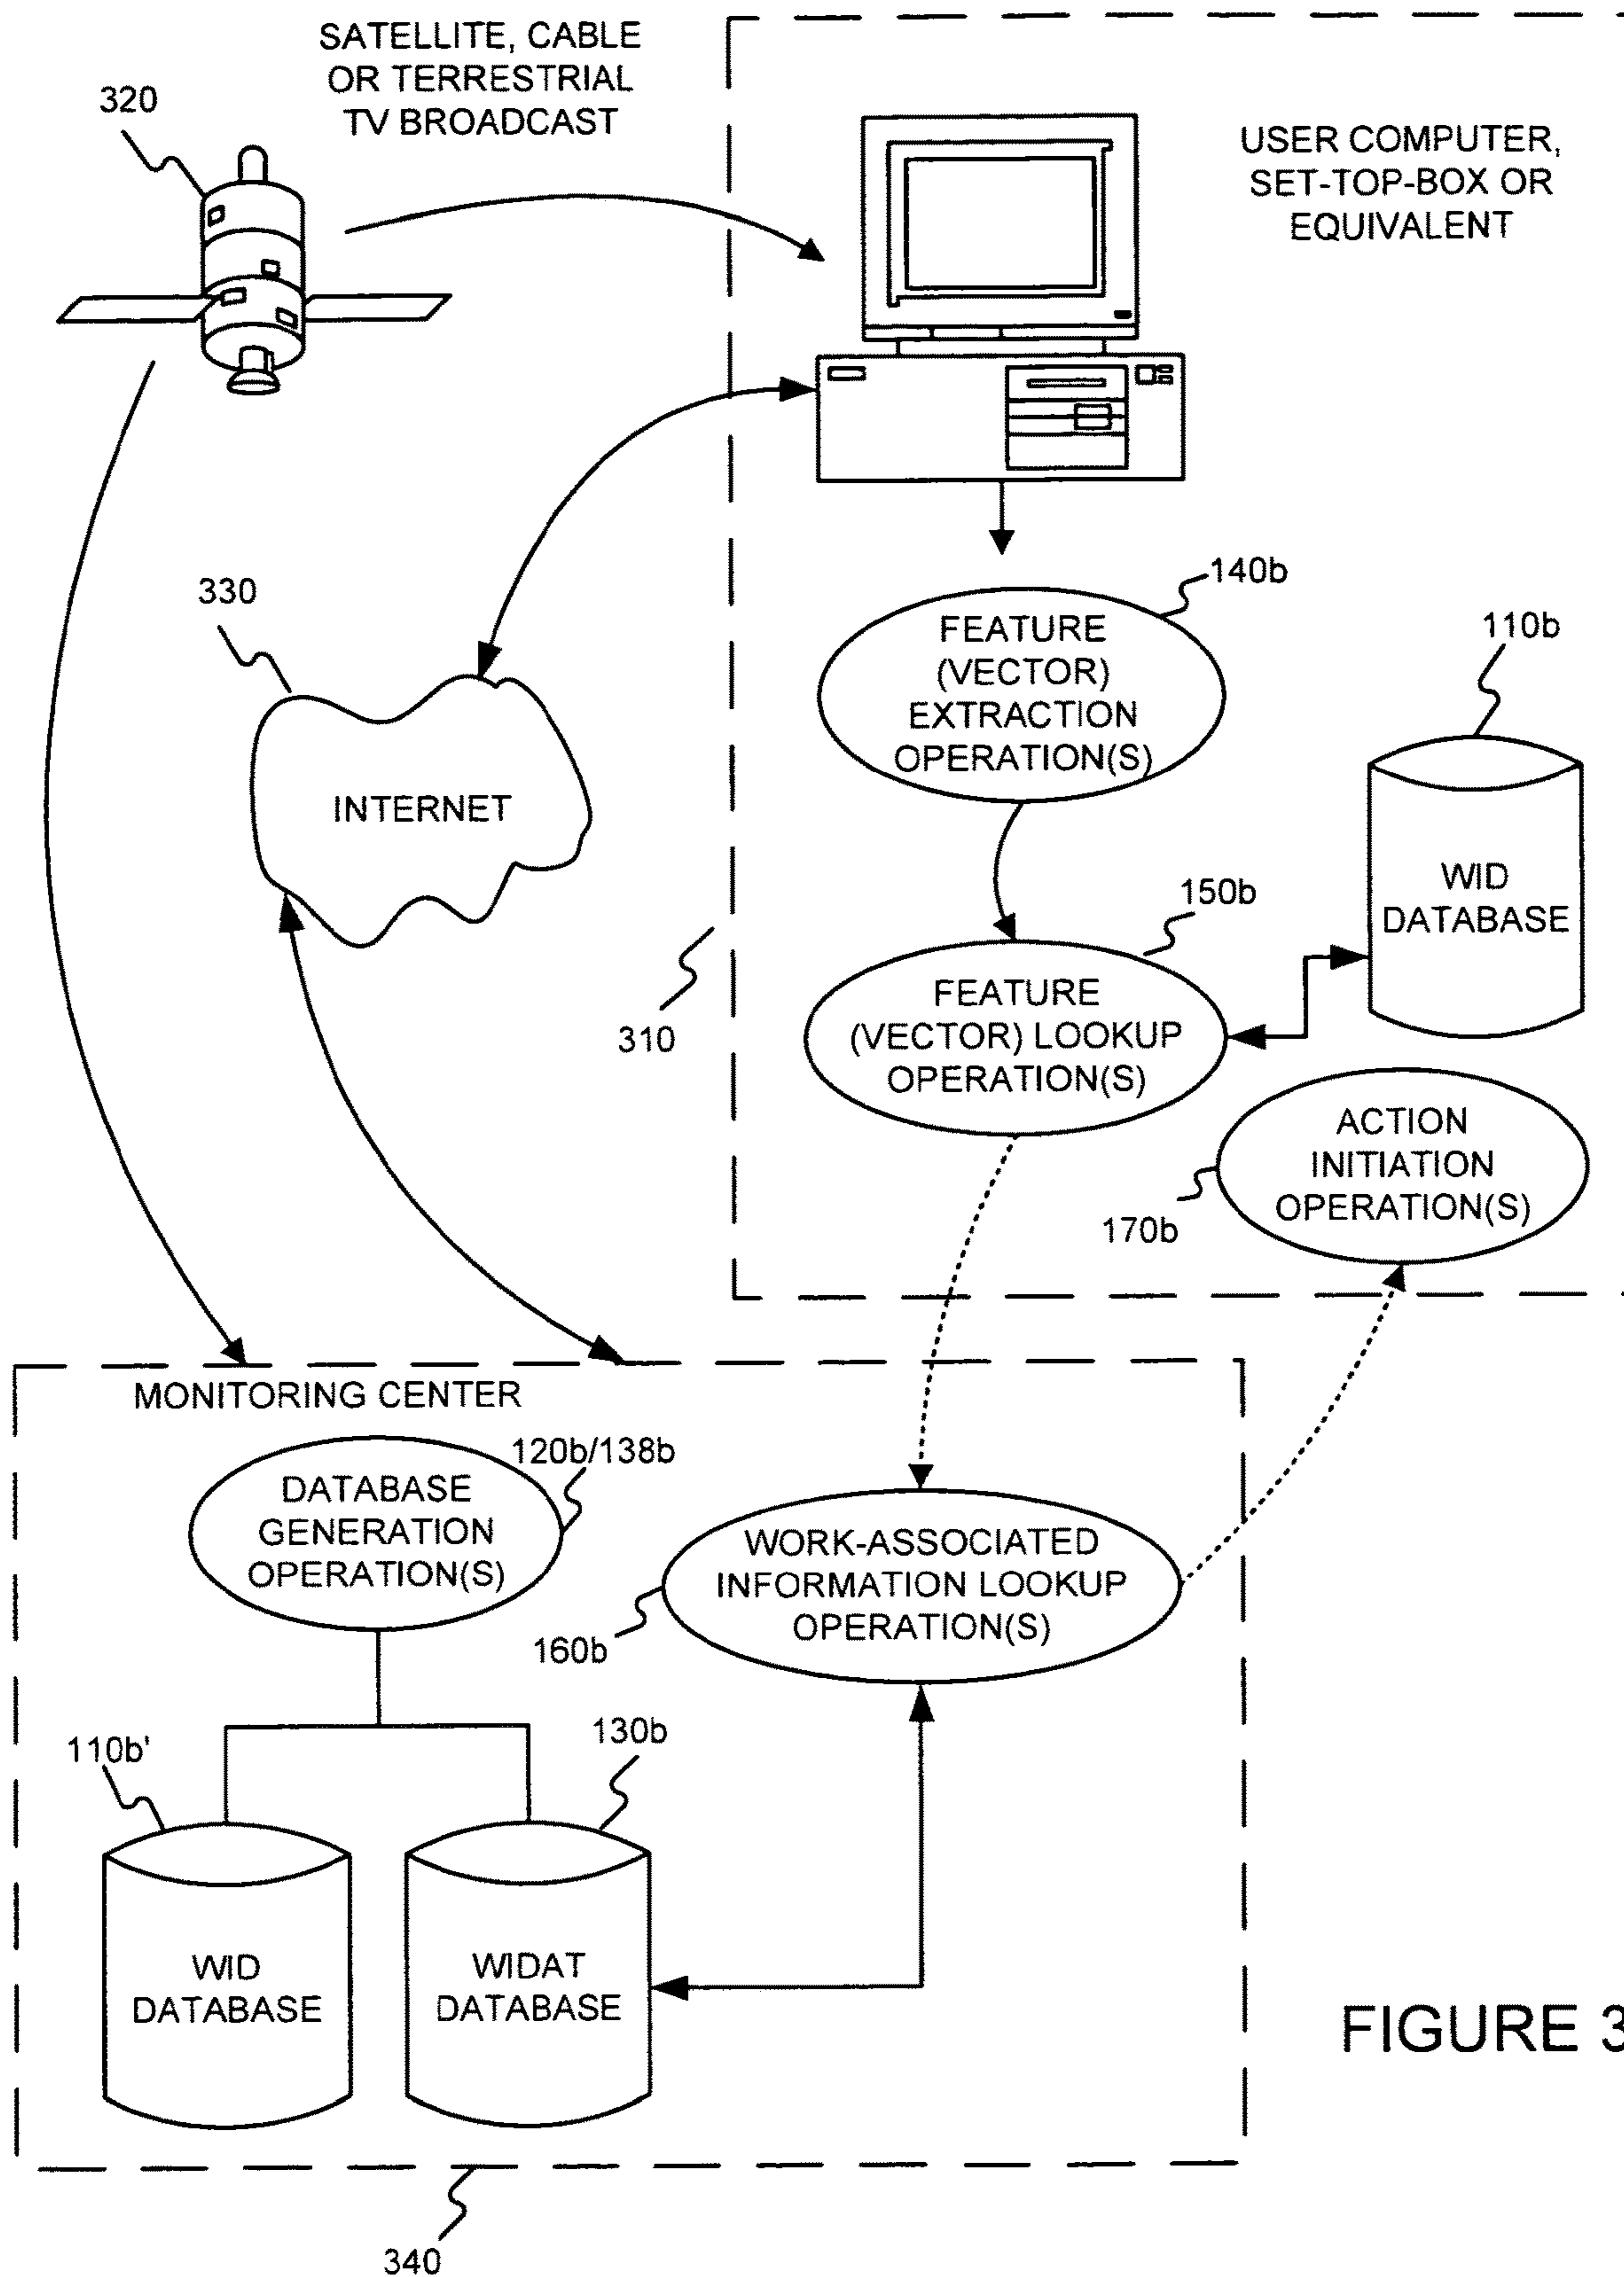 SATELLITE, CABLE
OR TERRESTRIAL
TV BROADCAST
320
USER COMPUTER,
SET-TOP-BOX OR
EQUIVALENT
140b
FEATURE
(VECTOR)
EXTRACTION
OPERATION(S)
110b
330
INTERNET
WID
DATABASE
150b
FEATURE
(VECTOR) LOOKUP
OPERATION(S)
310
ACTION
INITIATION
OPERATION(S)
170b
MONITORING CENTER
120b/138b
DATABASE
GENERATION
OPERATION(S)
WORK-ASSOCIATED
INFORMATION LOOKUP
OPERATION(S)
160b
110b'
130b
WID
DATABASE
WIDAT
DATABASE
FIGURE 3
340